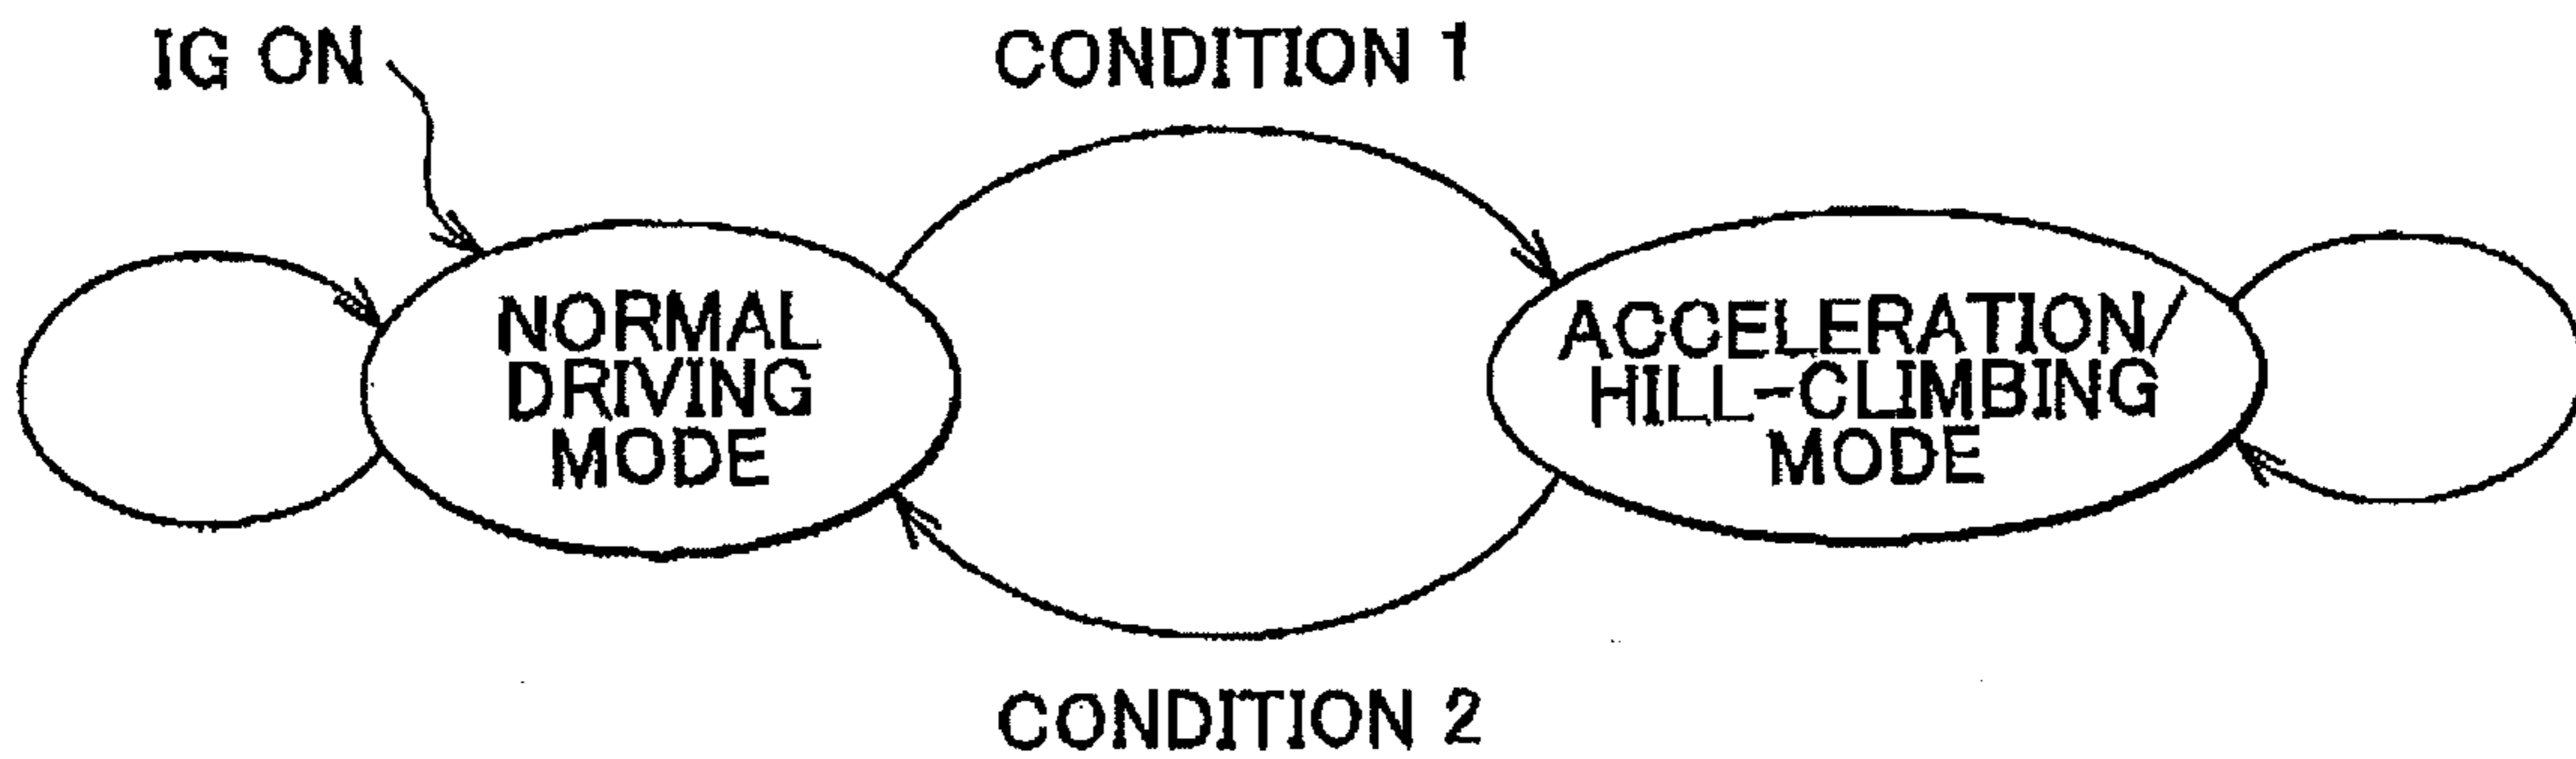 IG ON
CONDITION 1
NORMAL
DRIVING
MODE
ACCELERATION/
HILL-CLIMBING
MODE
CONDITION 2